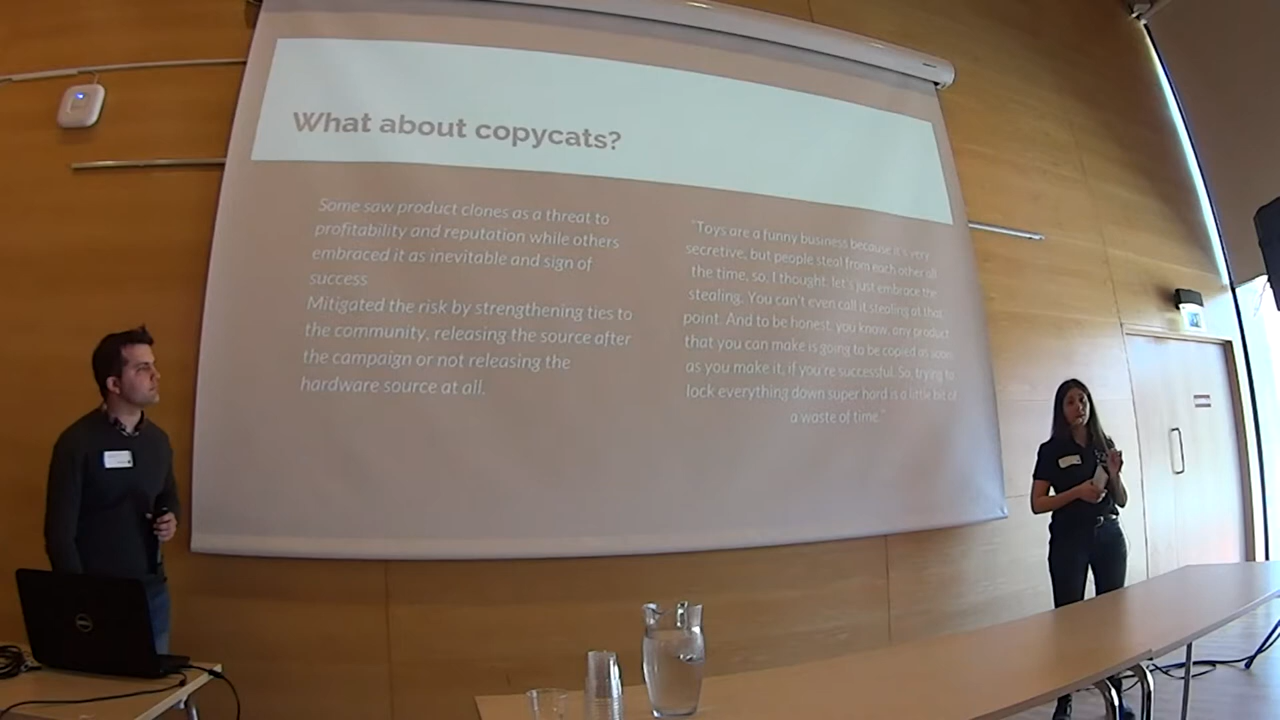 What about copycats?
Some saw product clones as a threat to
profitability and reputation while others
embraced it as inevitable and sign of
success
Mitigated the risk by strengthening ties to
the community, releasing the source after
the campaign or not releasing the
hardware source at all.
"Toys are a funny business because it's very
secretive, but people steal from each other all
the time, so, I thought, let's just embrace the
stealing. You can't even call it stealing at that
point. And to be honest, you know, any product
that you can make is going to be copied as soon
as you make it, if you're successful. So, trying to
lock everything down super hard is a little bit of
a waste of time."
DELL